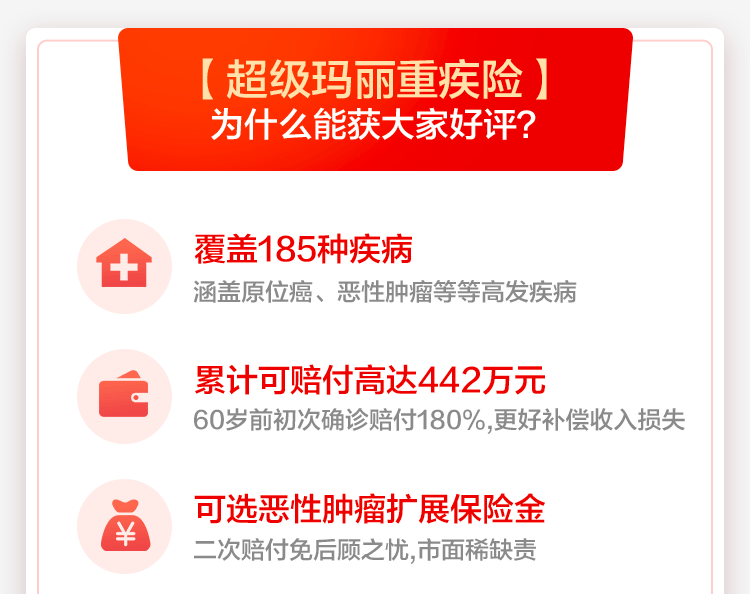 【超级玛丽重疾险】
为什么能获大家好评?
覆盖185种疾病
涵盖原位癌、恶性肿瘤等等高发疾病
累计可赔付高达442万元
60岁前初次确诊赔付180%,更好补偿收入损失
¥
可选恶性肿瘤扩展保险金
二次赔付免后顾之忧,市面稀缺责